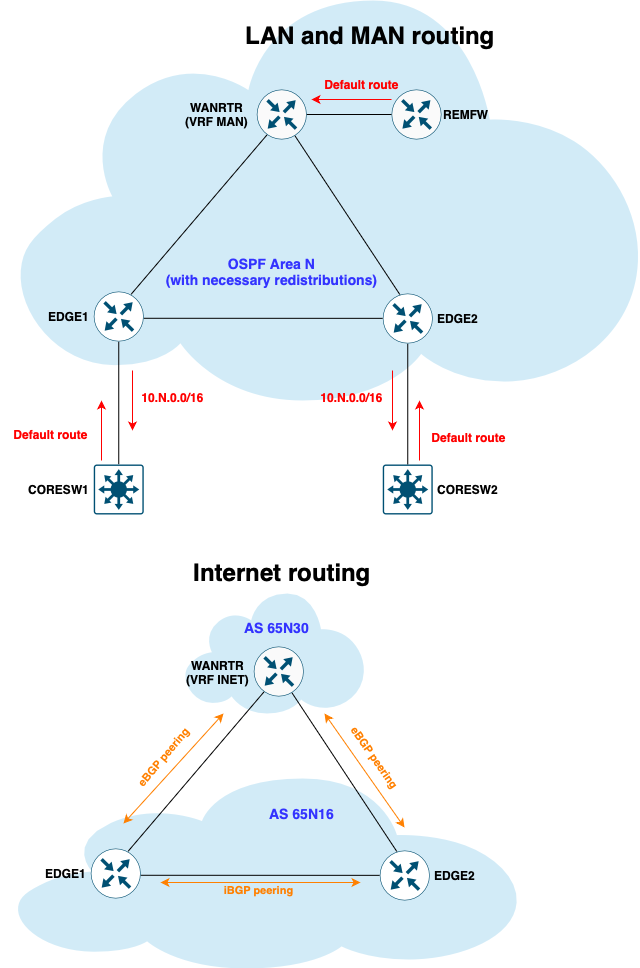 LAN and MAN routing
Default route
WANRTR
(VRF MAN)
REMFW
OSPF Area N
(with necessary redistributions)
EDGE1
EDGE2
10.N.0.0/16
10.N.0.0/16
Default route
Default route
CORESW1
CORESW2
Internet routing
AS 65N30
WANRTR
(VRF INET)
eBGP peering
eBGP peering
AS 65N16
EDGE1
EDGE2
iBGP peering